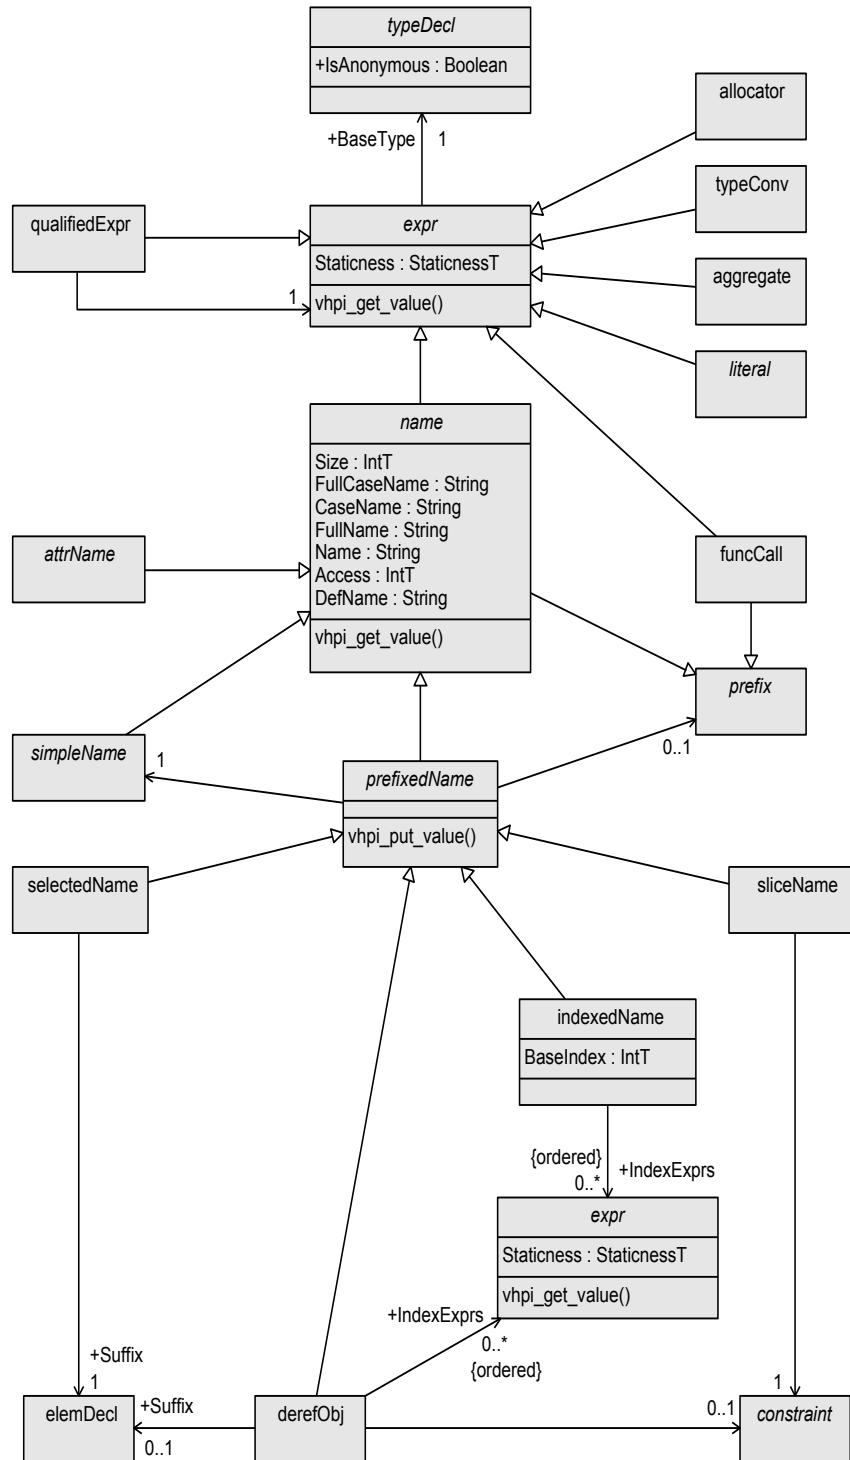 typeDecl
+IsAnonymous : Boolean
allocator
+BaseType 1
typeConv
qualifiedExpr
expr
Staticness : StaticnessT
aggregate
1
vhpi_get_value()
literal
name
Size : IntT
FullCaseName : String
CaseName : String
FullName : String
Name : String
Access : IntT
DefName : String
vhpi_get_value()
attrName
funcCall
prefix
simpleName
1
0..1
prefixedName
vhpi_put_value()
selectedName
sliceName
indexedName
BaseIndex : IntT
{ordered}
0..*
+IndexExprs
expr
Staticness : StaticnessT
vhpi_get_value()
+IndexExprs
0..*
{ordered}
+Suffix
1
1
elemDecl
+Suffix
0..1
derefObj
0..1
constraint